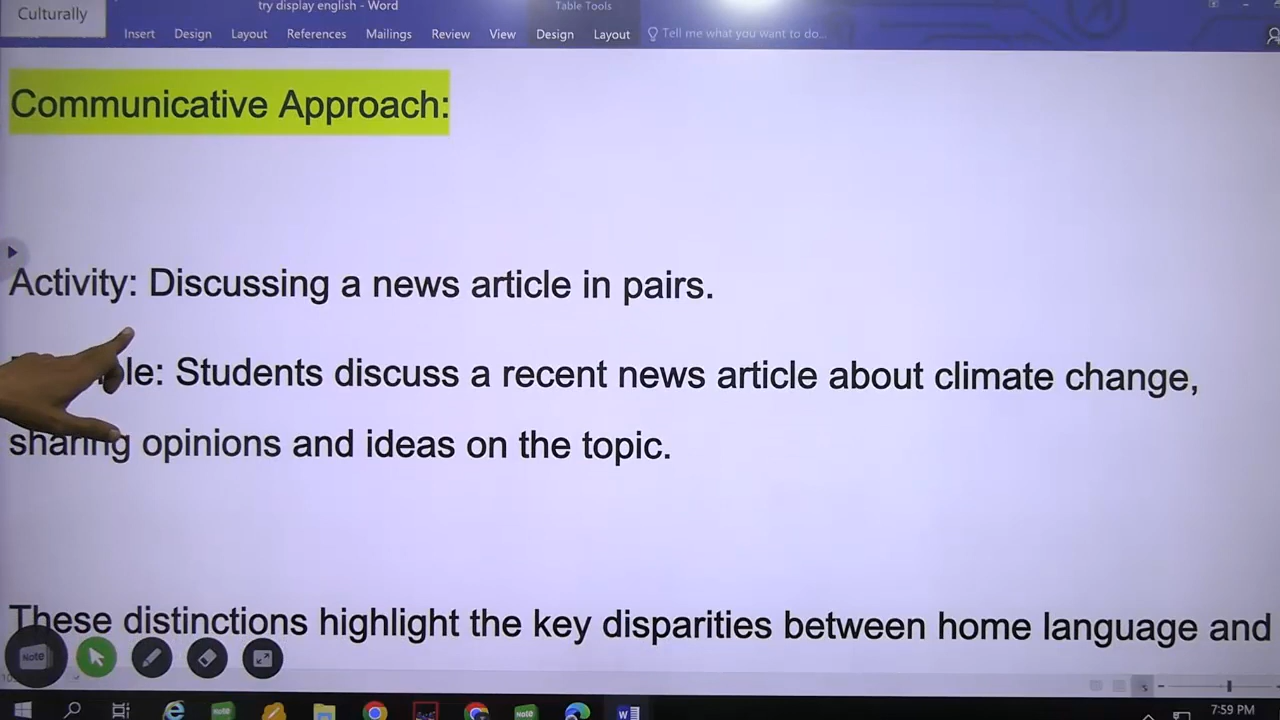 Culturally
try display english - Word
Table Tools
Insert Design Layout References Mailings Review View Design Layout Tell me what you want to do...
Communicative Approach:
Activity: Discussing a news article in pairs.
le: Students discuss a recent news article about climate change,
sharing opinions and ideas on the topic.
These distinctions highlight the key disparities between home language and
Note
Note
Note
7:59 PM